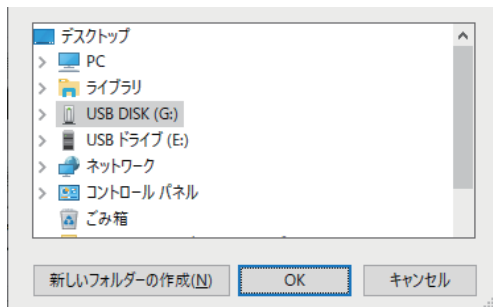 デスクトップ
PC
ライブラリ
USB DISK (G:)
USB ドライブ (E:)
ネットワーク
コントロール パネル
ごみ箱
新しいフォルダーの作成(N) OK キャンセル